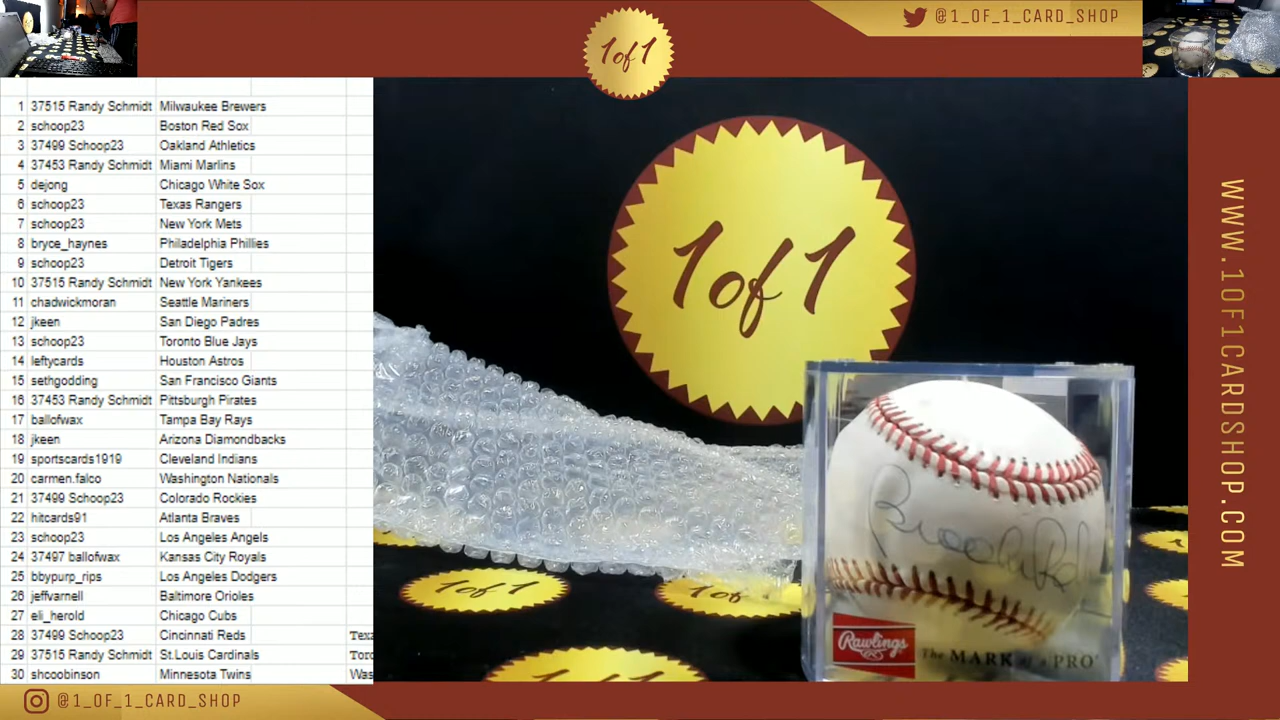 1of1
@1_OF_1_CARD_SHOP
1 37515 Randy Schmidt Milwaukee Brewers
2 schoop23 Boston Red Sox
3 37499 Schoop23 Oakland Athletics
4 37453 Randy Schmidt Miami Marlins
5 dejong Chicago White Sox
6 schoop23 Texas Rangers
7 schoop23 New York Mets
8 bryce_haynes Philadelphia Phillies
9 schoop23 Detroit Tigers
10 37515 Randy Schmidt New York Yankees
11 chadwickmoran Seattle Mariners
12 jkeen San Diego Padres
13 schoop23 Toronto Blue Jays
14 leftycards Houston Astros
15 sethgodding San Francisco Giants
16 37453 Randy Schmidt Pittsburgh Pirates
17 ballofwax Tampa Bay Rays
18 jkeen Arizona Diamondbacks
19 sportscards1919 Cleveland Indians
20 carmen.falco Washington Nationals
21 37499 Schoop23 Colorado Rockies
22 hitcards91 Atlanta Braves
23 schoop23 Los Angeles Angels
24 37497 ballofwax Kansas City Royals
25 bbypurp_rips Los Angeles Dodgers
26 jeffvarnell Baltimore Orioles
27 eli_herold Chicago Cubs
28 37499 Schoop23 Cincinnati Reds Texa
29 37515 Randy Schmidt St.Louis Cardinals Toro
30 shcoobinson Minnesota Twins Was
1of1
1of1
1of
1of1
Rawlings
The MARK of a PRO
WWW.1OF1CARDSHOP.COM
@1_OF_1_CARD_SHOP